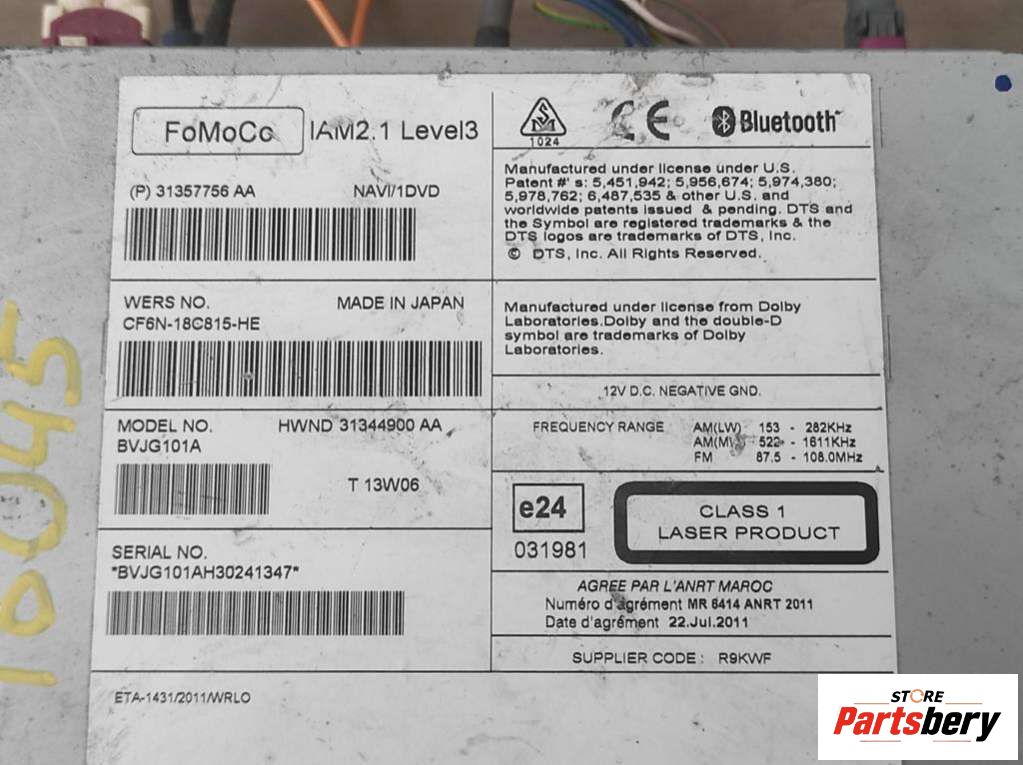 FoMoCo IAM2.1 Level3
(P) 31357756 AA NAVI/1DVD
WERS NO. MADE IN JAPAN
CF6N-18C815-HE
MODEL NO. HWND 31344900 AA
BVJG101A
T 13W06
SERIAL NO.
*BVJG101AH30241347*
ETA-1431/2011/WRLO
1024
CE
Bluetooth
Manufactured under license under U.S.
Patent #' s: 5,451,942; 5,956,674; 5,974,380;
5,978,762; 6,487,535 & other U.S. and
worldwide patents issued & pending. DTS and
the Symbol are registered trademarks & the
DTS logos are trademarks of DTS, Inc.
© DTS, Inc. All Rights Reserved.
Manufactured under license from Dolby
Laboratories.Dolby and the double-D
symbol are trademarks of Dolby
Laboratories.
12V D.C. NEGATIVE GND.
FREQUENCY RANGE AM(LW) 153 - 282KHz
AM(M) 522 - 1611KHz
FM 87.5 - 108.0MHz
e24
031981
CLASS 1
LASER PRODUCT
AGREE PAR L'ANRT MAROC
Numéro d'agrément MR 6414 ANRT 2011
Date d'agrément 22.Jul.2011
SUPPLIER CODE: R9KWF
16045
STORE
Partsbery